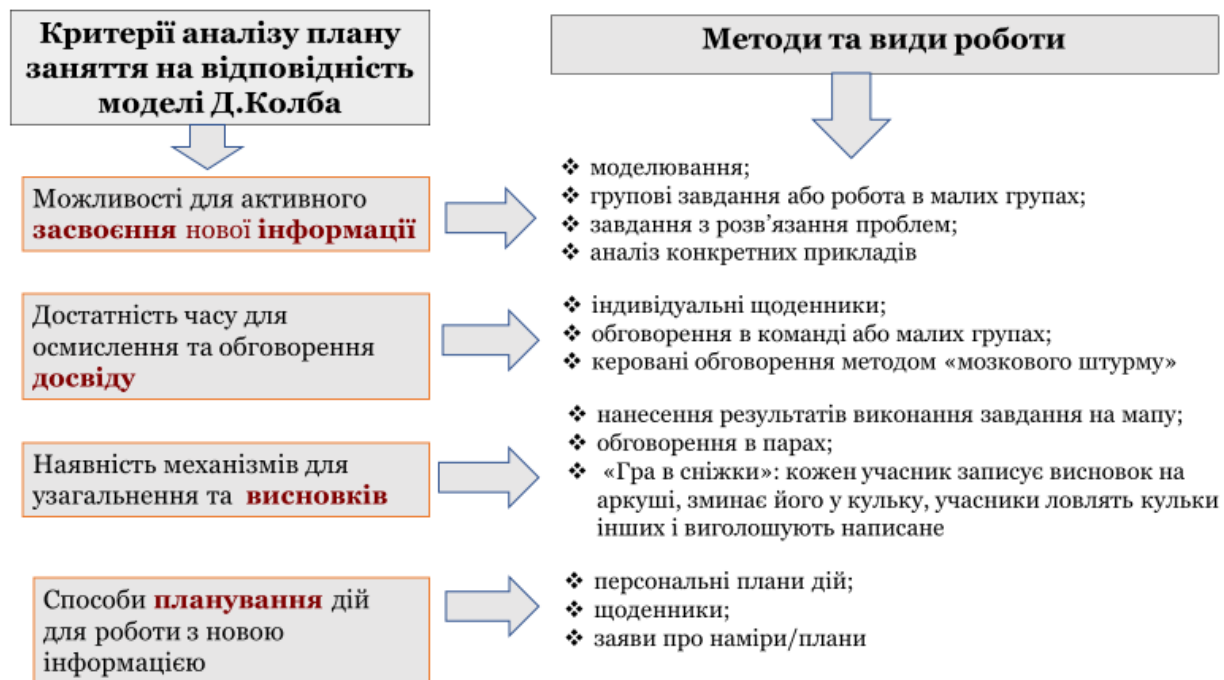 Критерії аналізу плану
заняття на відповідність
моделі Д.Колба
Методи та види роботи
Можливості для активного
засвоєння нової інформації
❖ моделювання;
❖ групові завдання або робота в малих групах;
❖ завдання з розв’язання проблем;
❖ аналіз конкретних прикладів
Достатність часу для
осмислення та обговорення
досвіду
❖ індивідуальні щоденники;
❖ обговорення в команді або малих групах;
❖ керовані обговорення методом «мозкового штурму»
Наявність механізмів для
узагальнення та висновків
❖ нанесення результатів виконання завдання на мапу;
❖ обговорення в парах;
❖ «Гра в сніжки»: кожен учасник записує висновок на
аркуші, зминає його у кульку, учасники ловлять кульки
інших і виголошують написане
Способи планування дій
для роботи з новою
інформацією
❖ персональні плани дій;
❖ щоденники;
❖ заяви про наміри/плани